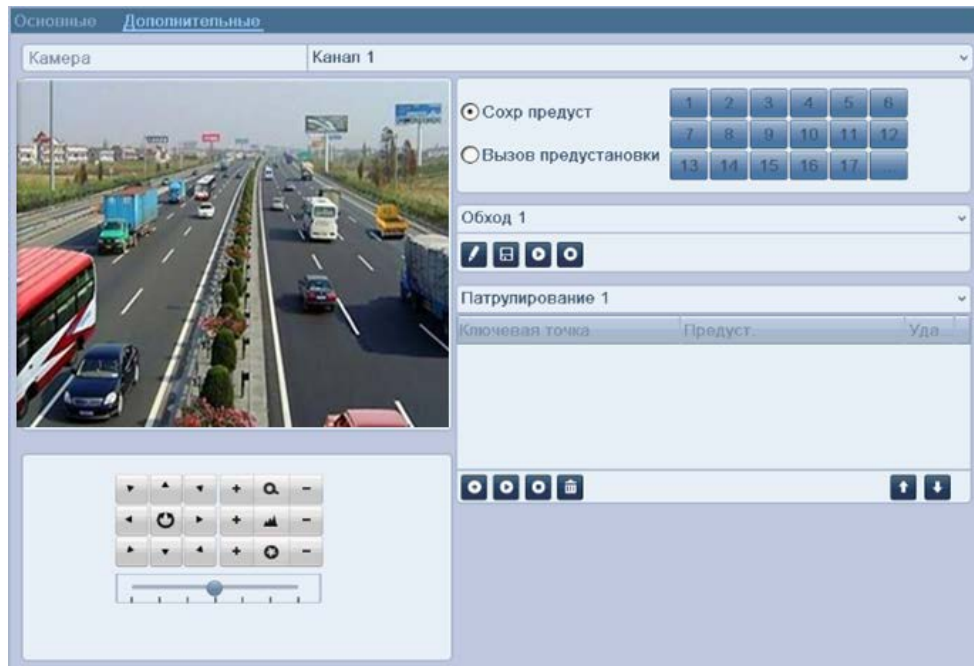 Основные Дополнительные
Камера Канал 1
Сохр предуст
1 2 3 4 5 6
Вызов предустановки
7 8 9 10 11 12
13 14 15 16 17 ...
Обход 1
Патрулирование 1
Ключевая точка Предуст. Уда...